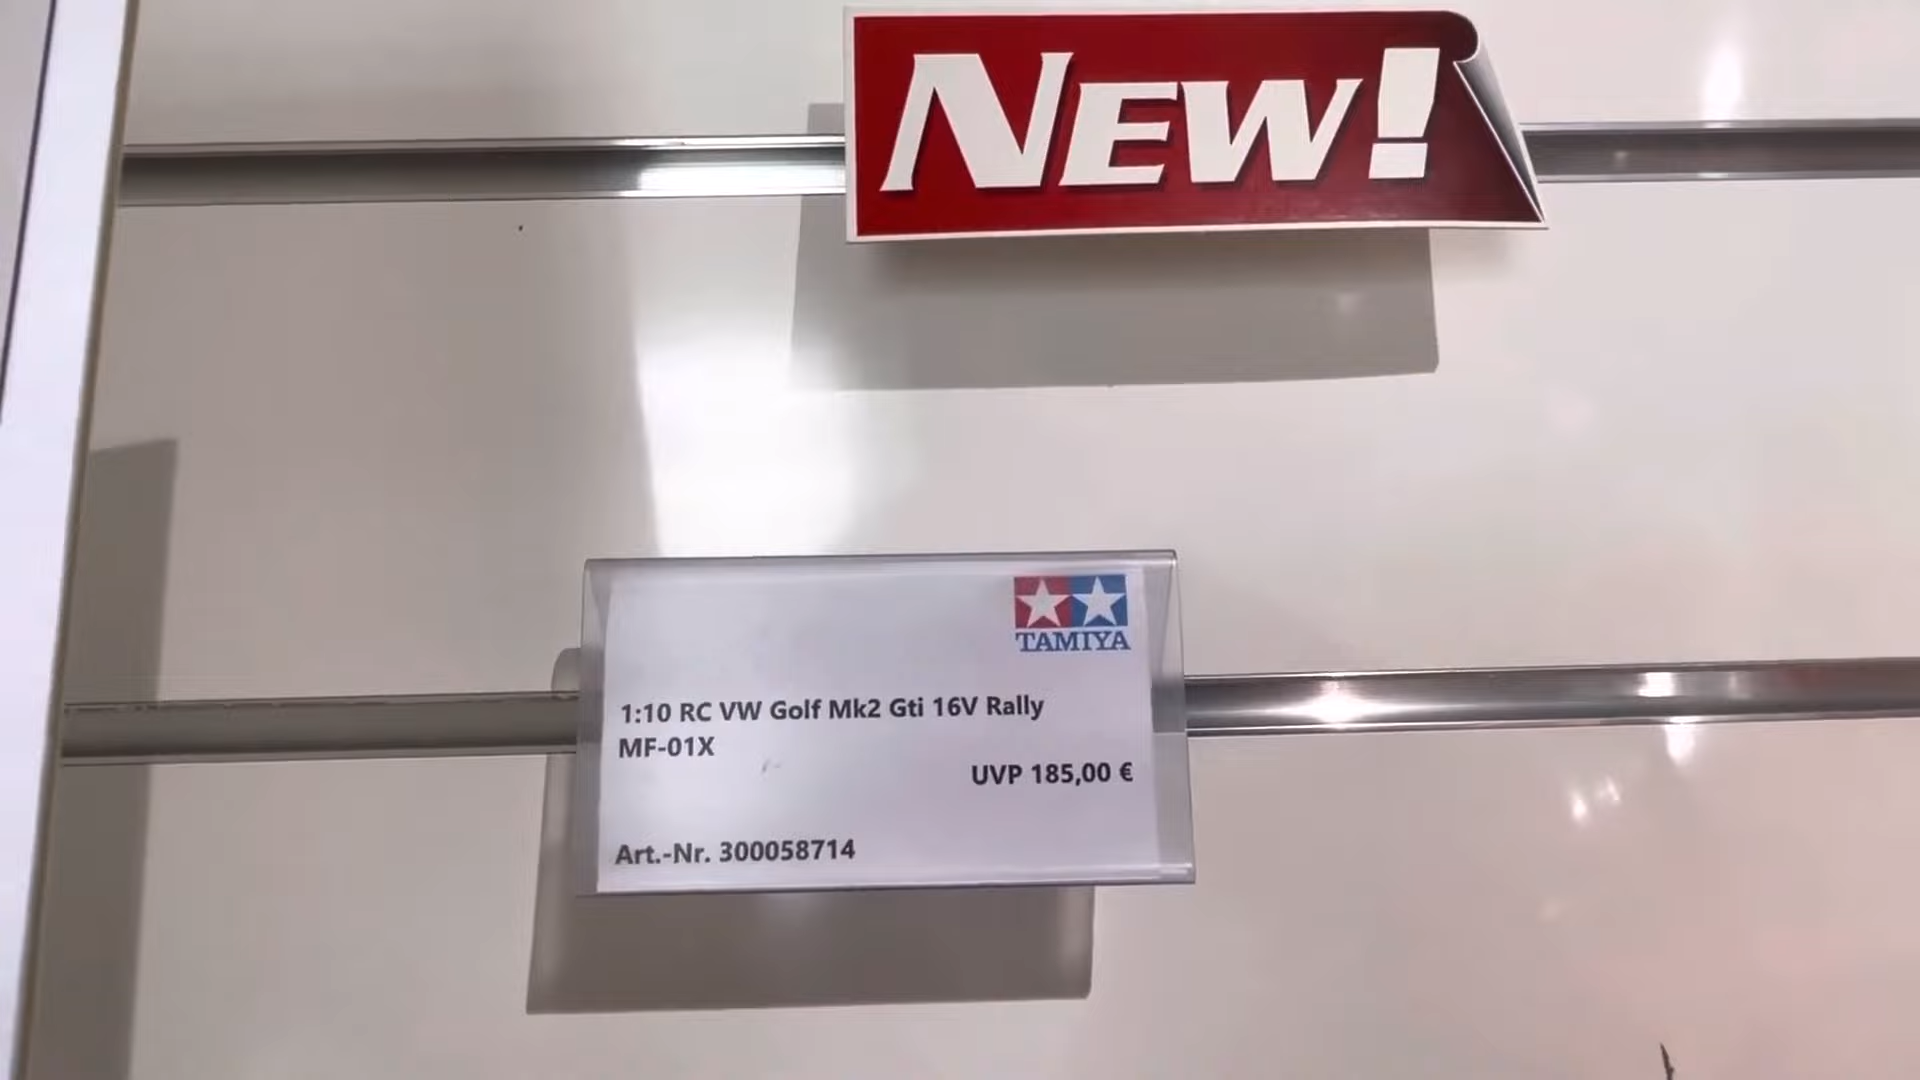 NEW!
TAMIYA
1:10 RC VW Golf Mk2 Gti 16V Rally
MF-01X
UVP 185,00 €
Art.-Nr. 300058714